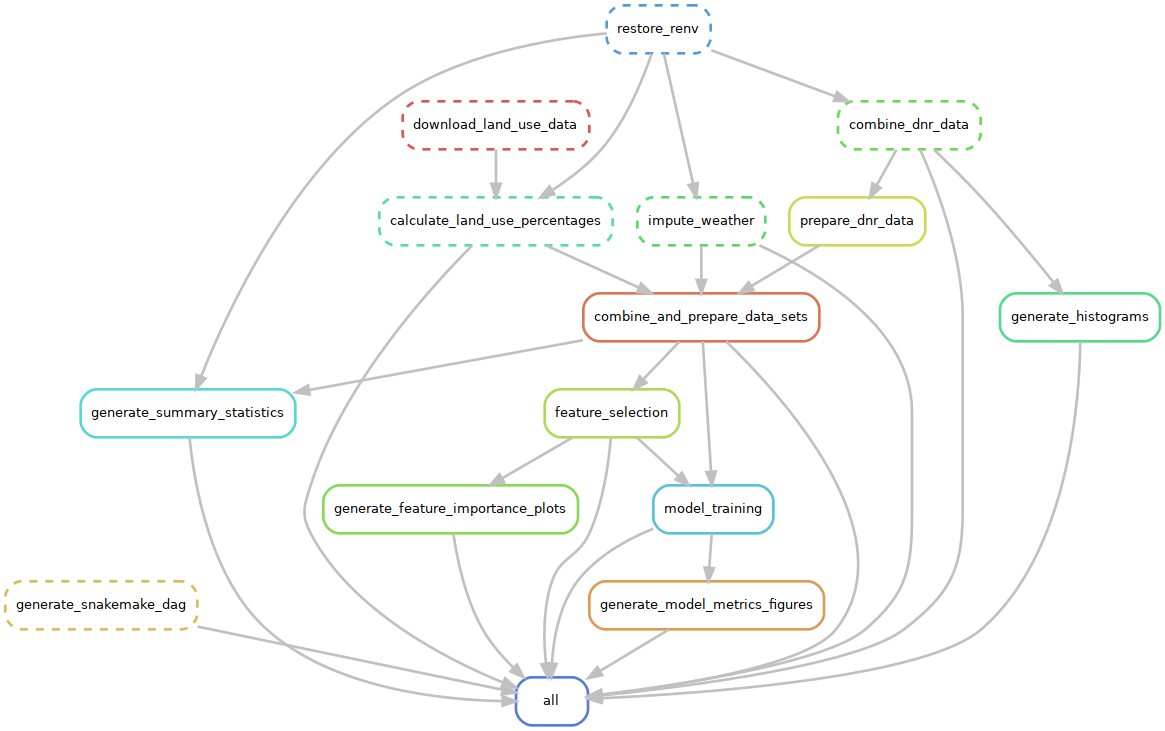 restore_renv
download_land_use_data
combine_dnr_data
calculate_land_use_percentages
impute_weather
prepare_dnr_data
combine_and_prepare_data_sets
generate_histograms
generate_summary_statistics
feature_selection
generate_feature_importance_plots
model_training
generate_snakemake_dag
generate_model_metrics_figures
all